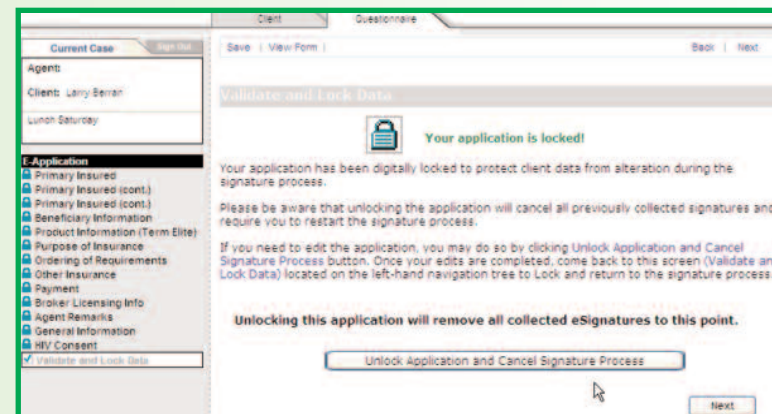 Client Questionnaire
Current Case Sign Out
Save | View Form | Back | Next
Agent:
Client: Larry Berran
Lunch Saturday
Validate and Lock Data
Your application is locked!
E-Application
Primary Insured
Primary Insured (cont.)
Primary Insured (cont.)
Beneficiary Information
Product Information (Term Elite)
Purpose of Insurance
Ordering of Requirements
Other Insurance
Payment
Broker Licensing Info
Agent Remarks
General Information
HIV Consent
Validate and Lock Data
Your application has been digitally locked to protect client data from alteration during the
signature process.
Please be aware that unlocking the application will cancel all previously collected signatures and
require you to restart the signature process.
If you need to edit the application, you may do so by clicking Unlock Application and Cancel
Signature Process button. Once your edits are completed, come back to this screen (Validate an
Lock Data) located on the left-hand navigation tree to Lock and return to the signature process
Unlocking this application will remove all collected eSignatures to this point.
Unlock Application and Cancel Signature Process
Next